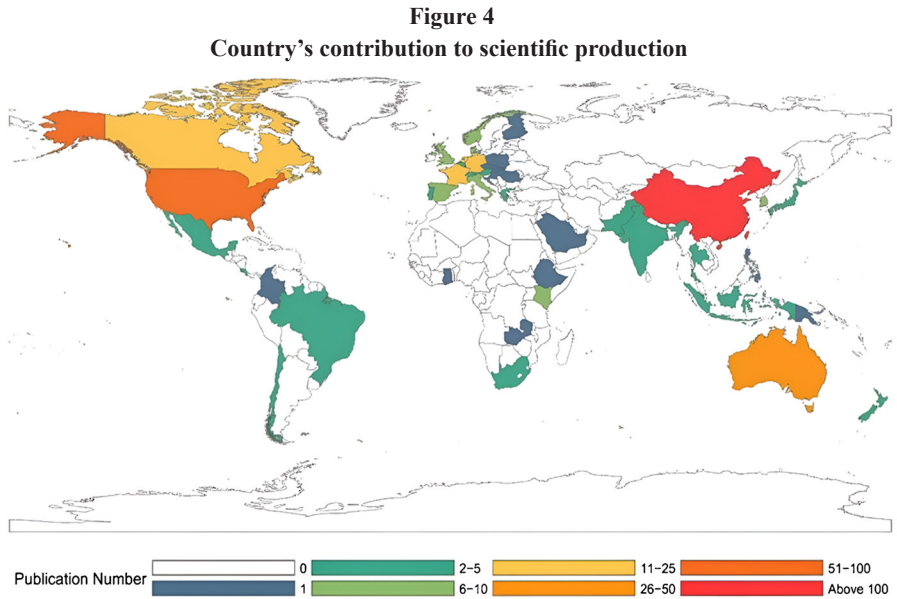 Figure 4
Country’s contribution to scientific production
Publication Number
0
2-5
11-25
51-100
1
6-10
26-50
Above 100